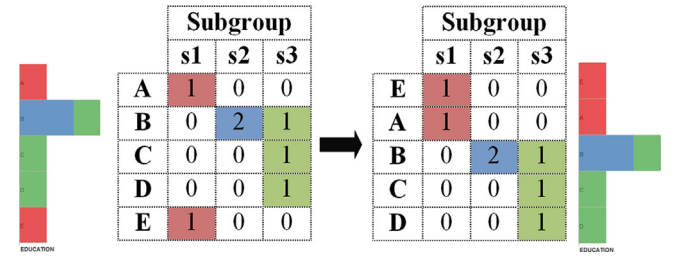 Subgroup
s1 s2 s3
A 1 0 0
B 0 2 1
C 0 0 1
D 0 0 1
E 1 0 0
A
B
C
D
E
EDUCATION
Subgroup
s1 s2 s3
E 1 0 0
A 1 0 0
B 0 2 1
C 0 0 1
D 0 0 1
E
A
B
C
D
EDUCATION